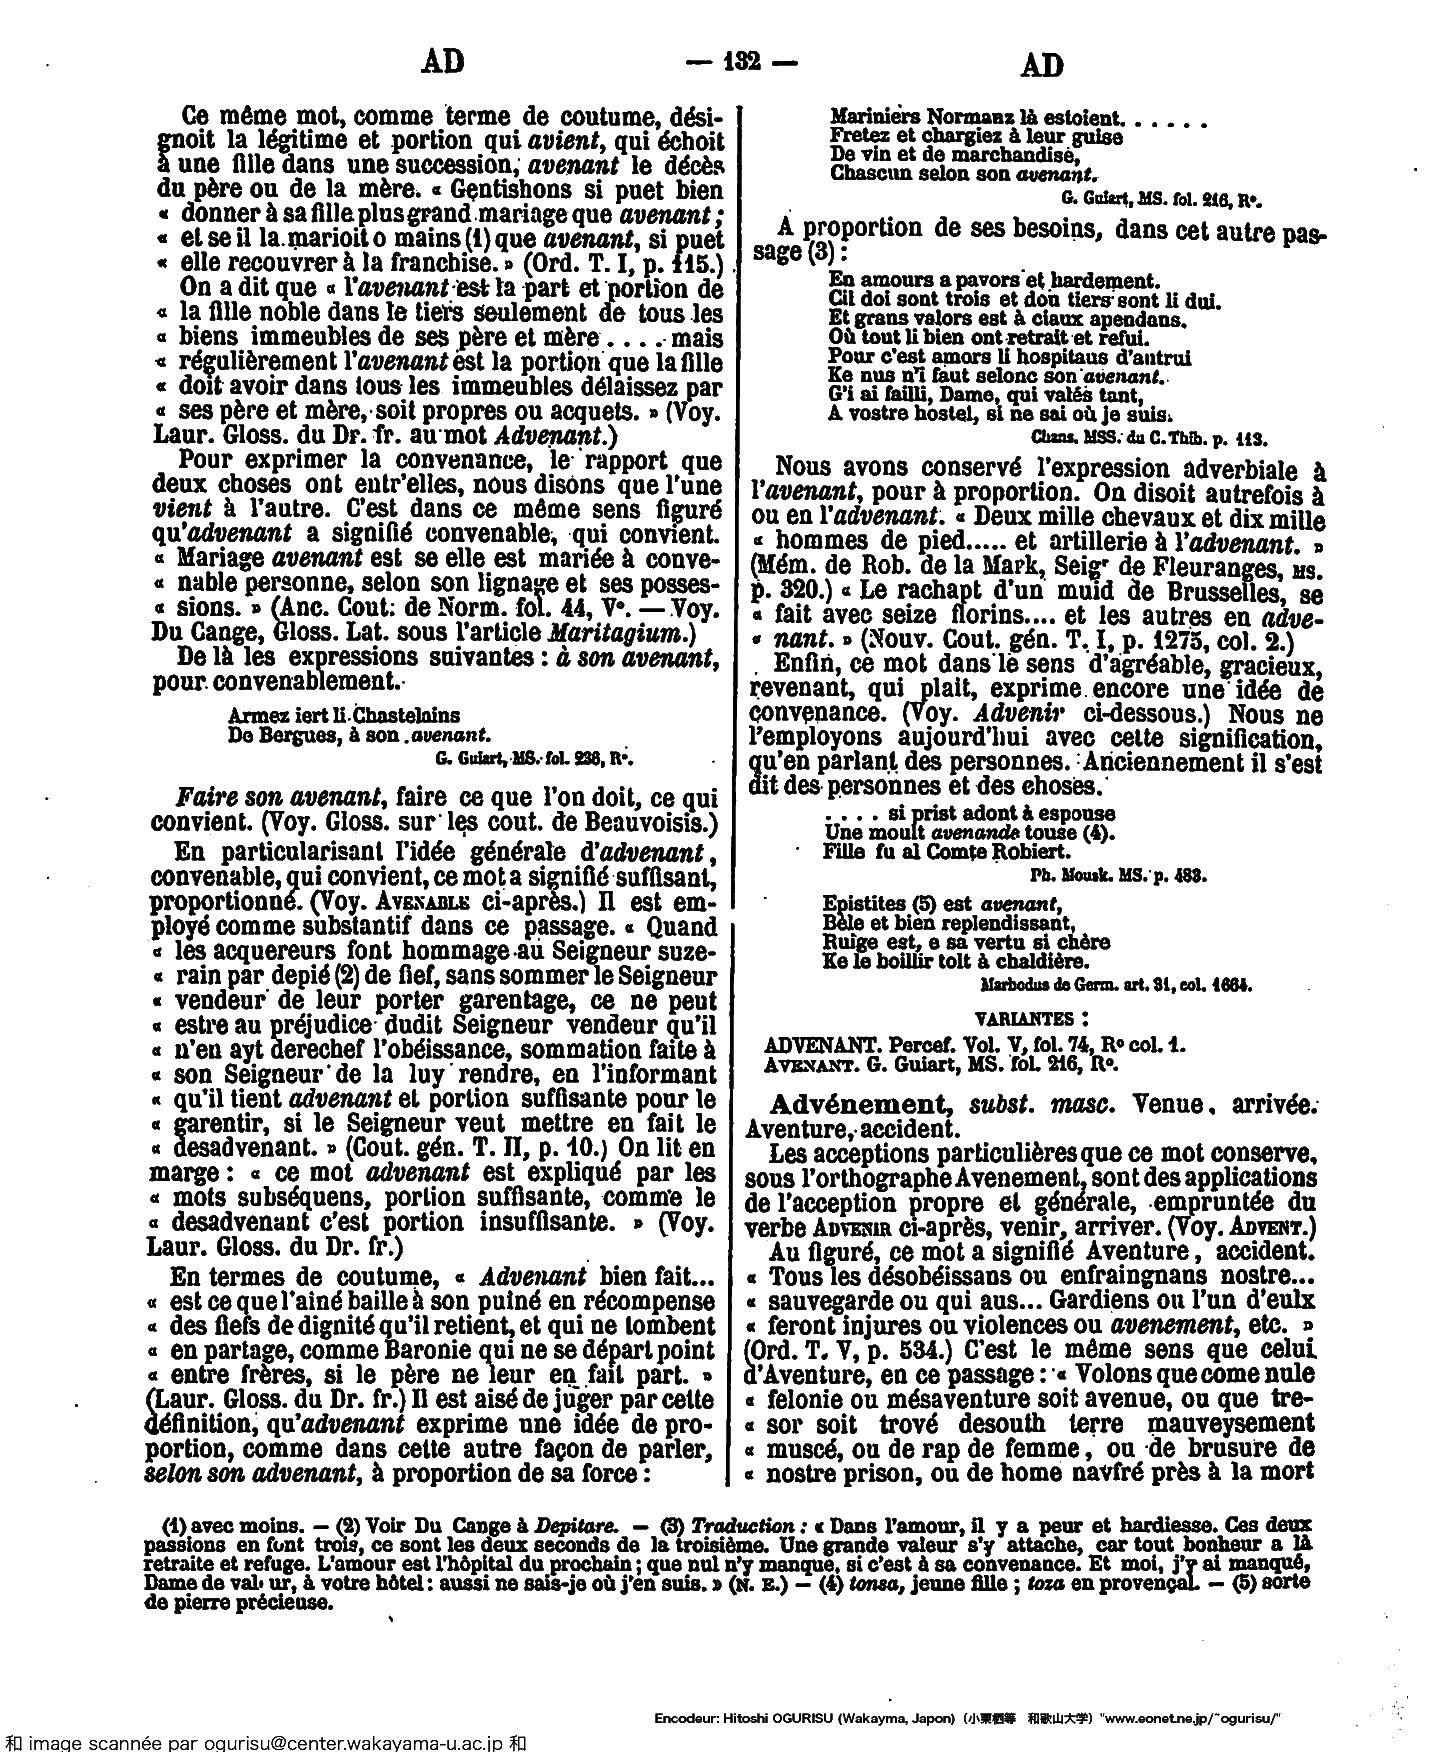 AD — 132 — AD
Ce même mot, comme terme de coutume, dési-
gnoit la légitime et portion qui avient, qui échoit
à une fille dans une succession, avenant le décès
du père ou de la mère. « Gentishons si puet bien
« donner à sa fille plus grand mariage que avenant ;
« et se il la marioit o mains (1) que avenant, si puet
« elle recouvrer à la franchise. » (Ord. T. I, p. 115.)
On a dit que « l'avenant est la part et portion de
« la fille noble dans le tiers seulement de tous les
« biens immeubles de ses père et mère .... mais
« régulièrement l'avenant est la portion que la fille
« doit avoir dans tous les immeubles délaissez par
« ses père et mère, soit propres ou acquets. » (Voy.
Laur. Gloss. du Dr. fr. au mot Advenant.)
Pour exprimer la convenance, le rapport que
deux choses ont entr'elles, nous disons que l'une
vient à l'autre. C'est dans ce même sens figuré
qu'advenant a signifié convenable, qui convient.
« Mariage avenant est se elle est mariée à conve-
« nable personne, selon son lignage et ses posses-
« sions. » (Anc. Cout: de Norm. fol. 44, V°. — Voy.
Du Cange, Gloss. Lat. sous l'article Maritagium.)
De là les expressions suivantes : à son avenant,
pour convenablement.
Armez iert li Chastelains
De Bergues, à son avenant.
G. Guiart, MS. fol. 236, R°.
Faire son avenant, faire ce que l'on doit, ce qui
convient. (Voy. Gloss. sur les cout. de Beauvoisis.)
En particularisant l'idée générale d'advenant,
convenable, qui convient, ce mot a signifié suffisant,
proportionné. (Voy. AVENABLE ci-après.) Il est em-
ployé comme substantif dans ce passage. « Quand
« les acquereurs font hommage au Seigneur suze-
« rain par depié (2) de fief, sans sommer le Seigneur
« vendeur de leur porter garentage, ce ne peut
« estre au préjudice dudit Seigneur vendeur qu'il
« n'en ayt derechef l'obéissance, sommation faite à
« son Seigneur de la luy rendre, en l'informant
« qu'il tient advenant et portion suffisante pour le
« garentir, si le Seigneur veut mettre en fait le
« desadvenant. » (Cout. gén. T. II, p. 10.) On lit en
marge : « ce mot advenant est expliqué par les
« mots subséquens, portion suffisante, comme le
« desadvenant c'est portion insuffisante. » (Voy.
Laur. Gloss. du Dr. fr.)
En termes de coutume, « Advenant bien fait...
« est ce que l'ainé baille à son puiné en récompense
« des fiefs de dignité qu'il retient, et qui ne tombent
« en partage, comme Baronie qui ne se départ point
« entre frères, si le père ne leur en fait part. »
(Laur. Gloss. du Dr. fr.) Il est aisé de juger par cette
définition, qu'advenant exprime une idée de pro-
portion, comme dans cette autre façon de parler,
selon son advenant, à proportion de sa force :
Mariniers Normanz là estoient......
Fretez et chargiez à leur guise
De vin et de marchandise,
Chascun selon son avenant.
G. Guiart, MS. fol. 216, R°.
A proportion de ses besoins, dans cet autre pas-
sage (3) :
En amours a pavors et hardement.
Cil doi sont trois et dou tiers sont li dui.
Et grans valors est à ciaux apendans.
Où tout li bien ont retrait et refui.
Pour c'est amors li hospitaus d'autrui
Ke nus n'i faut selonc son avenant.
G'i ai failli, Dame, qui valés tant,
A vostre hostel, si ne sai où je suis.
Chans. MSS. du C. Thib. p. 113.
Nous avons conservé l'expression adverbiale à
l'avenant, pour à proportion. On disoit autrefois à
ou en l'advenant. « Deux mille chevaux et dix mille
« hommes de pied..... et artillerie à l'advenant. »
(Mém. de Rob. de la Mark, Seigr de Fleuranges, MS.
p. 320.) « Le rachapt d'un muid de Brusselles, se
« fait avec seize florins.... et les autres en adve-
« nant. » (Nouv. Cout. gén. T. I, p. 1275, col. 2.)
Enfin, ce mot dans le sens d'agréable, gracieux,
revenant, qui plait, exprime encore une idée de
convenance. (Voy. Advenir ci-dessous.) Nous ne
l'employons aujourd'hui avec cette signification,
qu'en parlant des personnes. Anciennement il s'est
dit des personnes et des choses.
.... si prist adont à espouse
Une moult avenande touse (4).
Fille fu al Comte Robiert.
Ph. Mousk. MS. p. 483.
Epistites (5) est avenant,
Bele et bien replendissant,
Ruige est, e sa vertu si chère
Ke le boillir tolt à chaldière.
Marbodus de Germ. art. 31, col. 1664.
VARIANTES :
ADVENANT. Percef. Vol. V, fol. 74, R° col. 1.
AVENANT. G. Guiart, MS. fol. 216, R°.
Advénement, subst. masc. Venue, arrivée.
Aventure, accident.
Les acceptions particulières que ce mot conserve,
sous l'orthographe Avenement, sont des applications
de l'acception propre et générale, empruntée du
verbe ADVENIR ci-après, venir, arriver. (Voy. ADVENT.)
Au figuré, ce mot a signifié Aventure, accident.
« Tous les désobéissans ou enfraingnans nostre...
« sauvegarde ou qui aus... Gardiens ou l'un d'eulx
« feront injures ou violences ou avenement, etc. »
(Ord. T. V, p. 534.) C'est le même sens que celui
d'Aventure, en ce passage : « Volons que come nule
« felonie ou mésaventure soit avenue, ou que tre-
« sor soit trové desouth terre mauveysement
« muscé, ou de rap de femme, ou de brusure de
« nostre prison, ou de home navfré près à la mort
(1) avec moins. — (2) Voir Du Cange à Depitare. — (3) Traduction : « Dans l'amour, il y a peur et hardiesse. Ces deux
passions en font trois, ce sont les deux seconds de la troisième. Une grande valeur s'y attache, car tout bonheur a là
retraite et refuge. L'amour est l'hôpital du prochain ; que nul n'y manque, si c'est à sa convenance. Et moi, j'y ai manqué,
Dame de valeur, à votre hôtel : aussi ne sais-je où j'en suis. » (N. E.) — (4) tonsa, jeune fille ; toza en provençal. — (5) sorte
de pierre précieuse.
Encodeur: Hitoshi OGURISU (Wakayma, Japon) (小栗栖等 和歌山大学) "www.eonet.ne.jp/~ogurisu/"
和 image scannée par ogurisu@center.wakayama-u.ac.jp 和